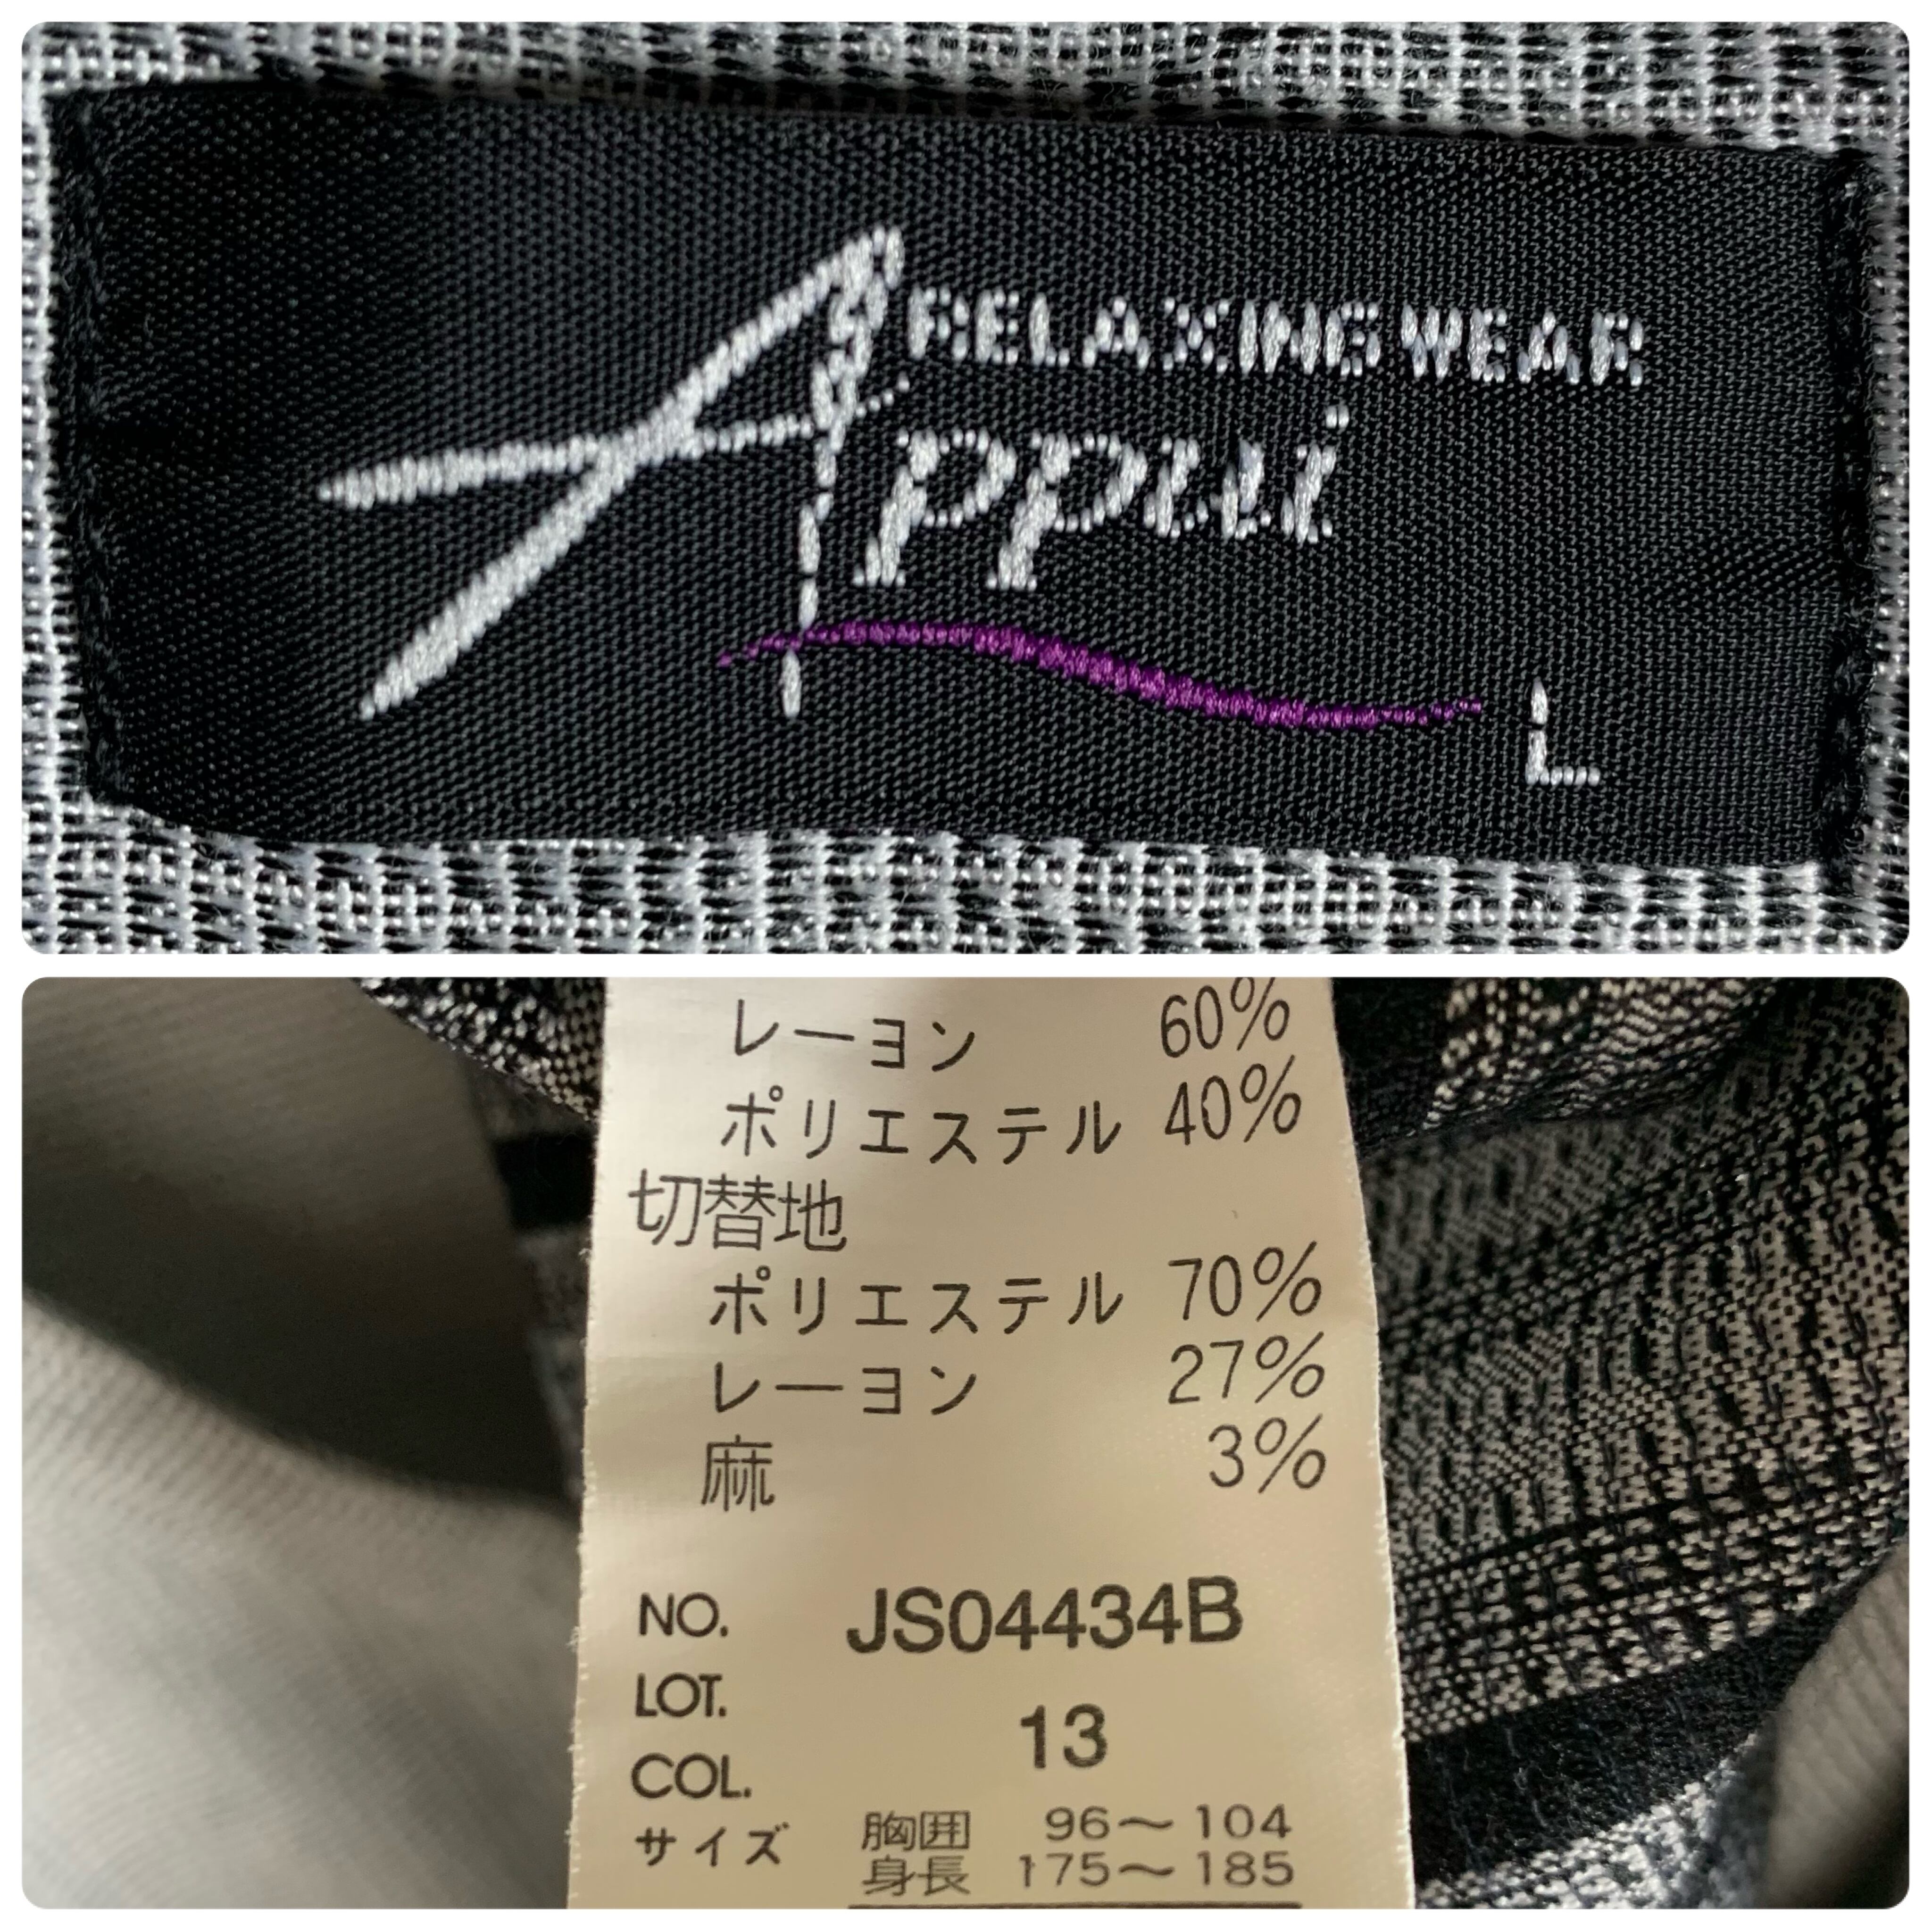 RELAXING WEAR
Appui
L
レーヨン 60%
ポリエステル 40%
切替地
ポリエステル 70%
レーヨン 27%
麻 3%
NO. JS04434B
LOT.
13
COL.
サイズ 胸囲 96〜104
身長 175〜185